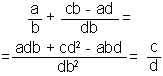 a/b + (cb - ad)/db =
= (adb + cd² - abd)/db² = c/d